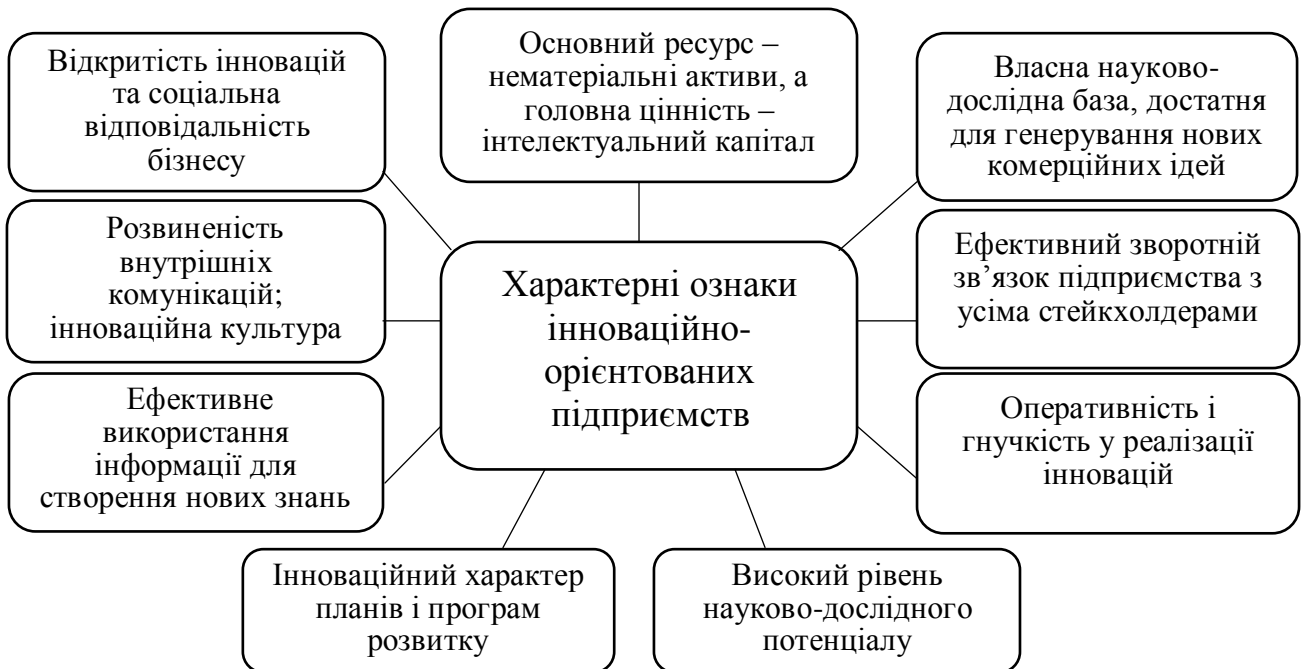 Відкритість інновацій
та соціальна
відповідальність
бізнесу
Основний ресурс –
нематеріальні активи, а
головна цінність –
інтелектуальний капітал
Власна науково-
дослідна база, достатня
для генерування нових
комерційних ідей
Розвиненість
внутрішніх
комунікацій;
інноваційна культура
Характерні ознаки
інноваційно-
орієнтованих
підприємств
Ефективний зворотній
зв’язок підприємства з
усіма стейкхолдерами
Ефективне
використання
інформації для
створення нових знань
Оперативність і
гнучкість у реалізації
інновацій
Інноваційний характер
планів і програм
розвитку
Високий рівень
науково-дослідного
потенціалу